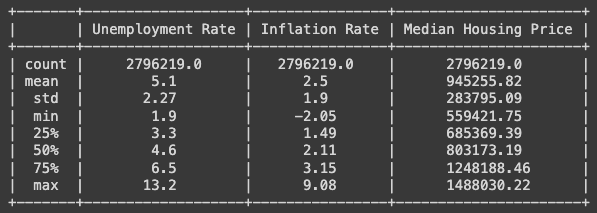 +-------+-------------------+----------------+----------------------+
|       | Unemployment Rate | Inflation Rate | Median Housing Price |
+-------+-------------------+----------------+----------------------+
| count |     2796219.0     |   2796219.0    |      2796219.0       |
| mean  |        5.1        |      2.5       |      945255.82       |
|  std  |       2.27        |      1.9       |      283795.09       |
|  min  |        1.9        |     -2.05      |      559421.75       |
|  25%  |        3.3        |      1.49      |      685369.39       |
|  50%  |        4.6        |      2.11      |      803173.19       |
|  75%  |        6.5        |      3.15      |      1248188.46      |
|  max  |       13.2        |      9.08      |      1488030.22      |
+-------+-------------------+----------------+----------------------+